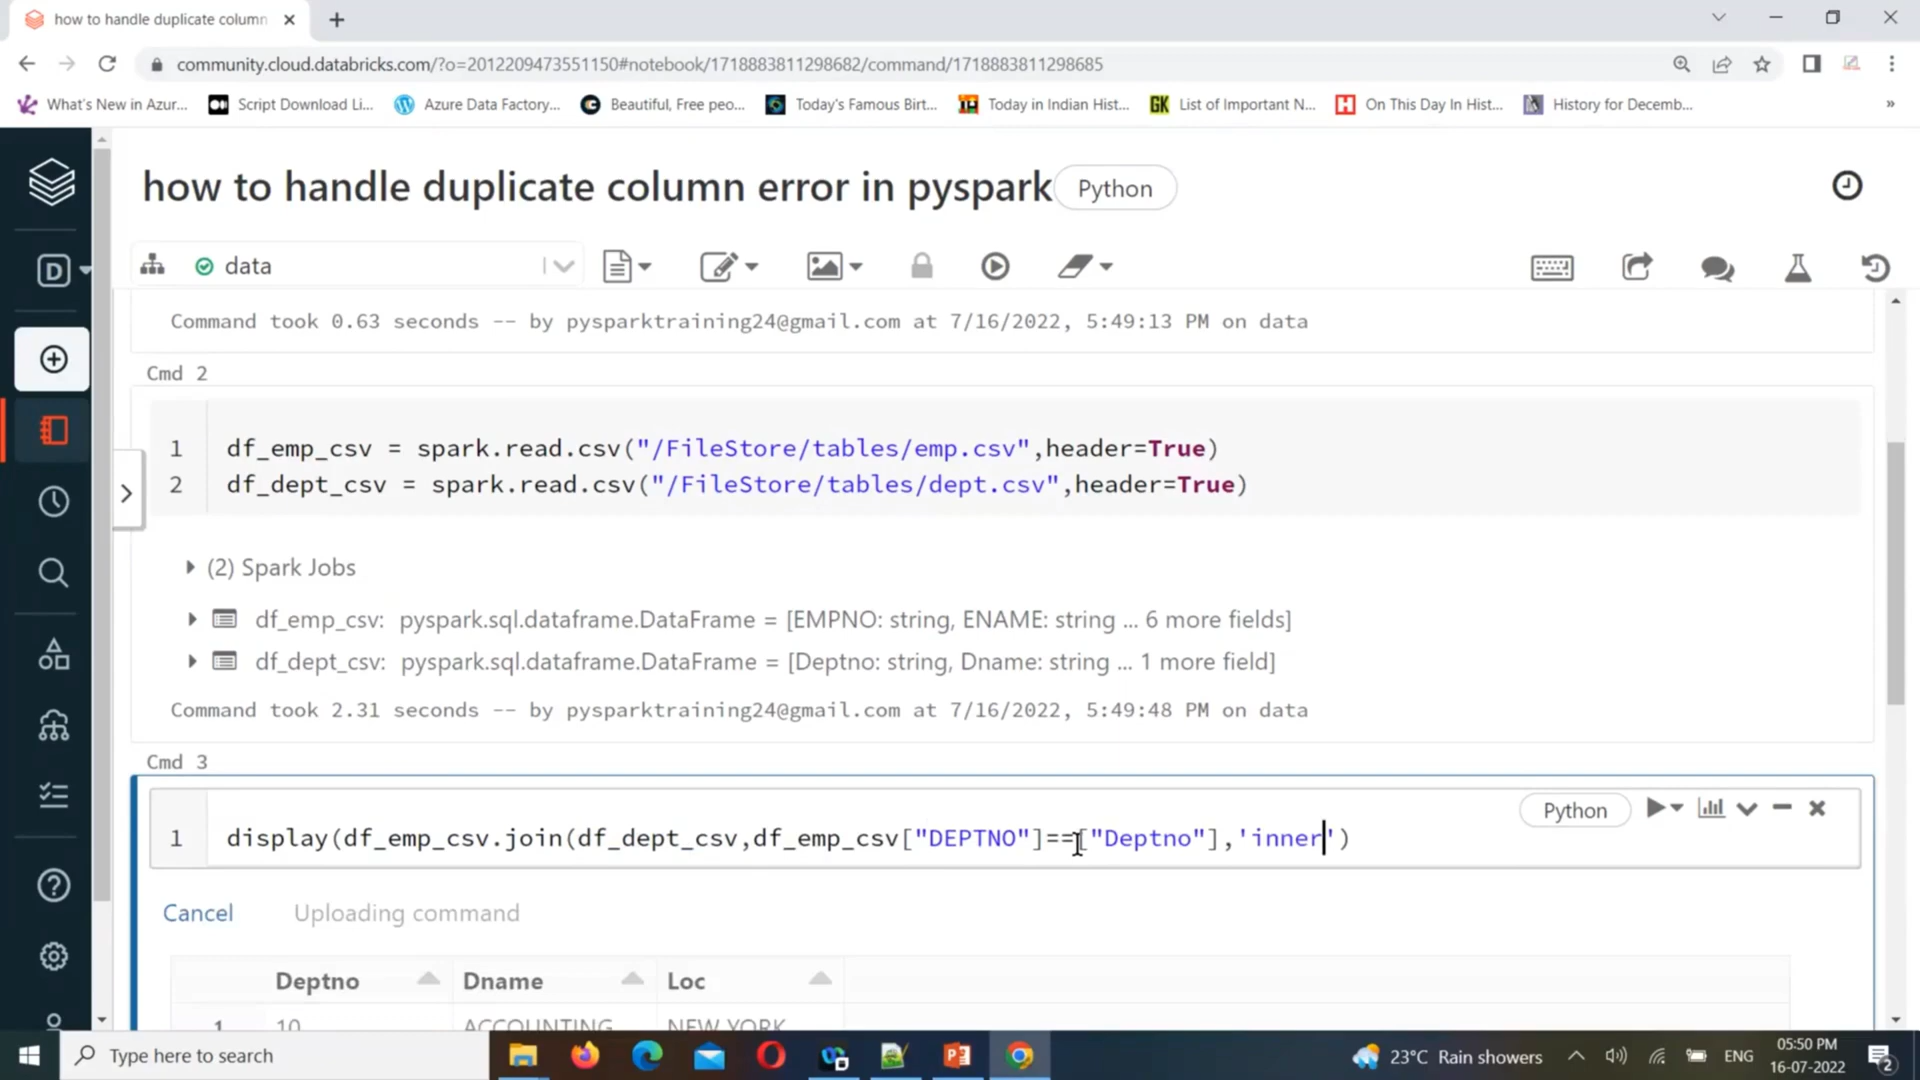 how to handle duplicate column
community.cloud.databricks.com/?o=2012209473551150#notebook/1718883811298682/command/1718883811298685
What's New in Azur...
Script Download Li...
Azure Data Factory...
Beautiful, Free peo...
Today's Famous Birt...
Today in Indian Hist...
GK List of Important N...
On This Day In Hist...
History for Decemb...
»
how to handle duplicate column error in pyspark Python
D
data
Command took 0.63 seconds -- by pysparktraining24@gmail.com at 7/16/2022, 5:49:13 PM on data
Cmd 2
1 df_emp_csv = spark.read.csv("/FileStore/tables/emp.csv",header=True)
2 df_dept_csv = spark.read.csv("/FileStore/tables/dept.csv",header=True)
(2) Spark Jobs
df_emp_csv: pyspark.sql.dataframe.DataFrame = [EMPNO: string, ENAME: string ... 6 more fields]
df_dept_csv: pyspark.sql.dataframe.DataFrame = [Deptno: string, Dname: string ... 1 more field]
Command took 2.31 seconds -- by pysparktraining24@gmail.com at 7/16/2022, 5:49:48 PM on data
Cmd 3
Python
1 display(df_emp_csv.join(df_dept_csv,df_emp_csv["DEPTNO"]==["Deptno"],'inner')
Cancel Uploading command
Deptno Dname Loc
1 10 ACCOUNTING NEW YORK
Type here to search
23°C Rain showers
ENG
05:50 PM
16-07-2022
2